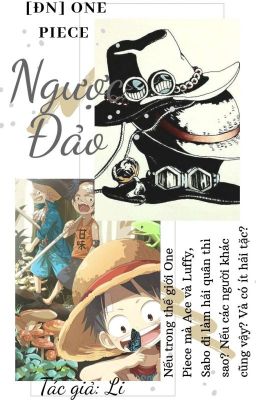 [ĐN] ONE
PIECE
Ngược
Đảo
Nếu trong thế giới One
Piece mà Ace và Luffy,
Sabo đi làm hải quân thì
sao? Nếu các người khác
cũng vậy? Và có ít hải tặc?
Tác giả: Li